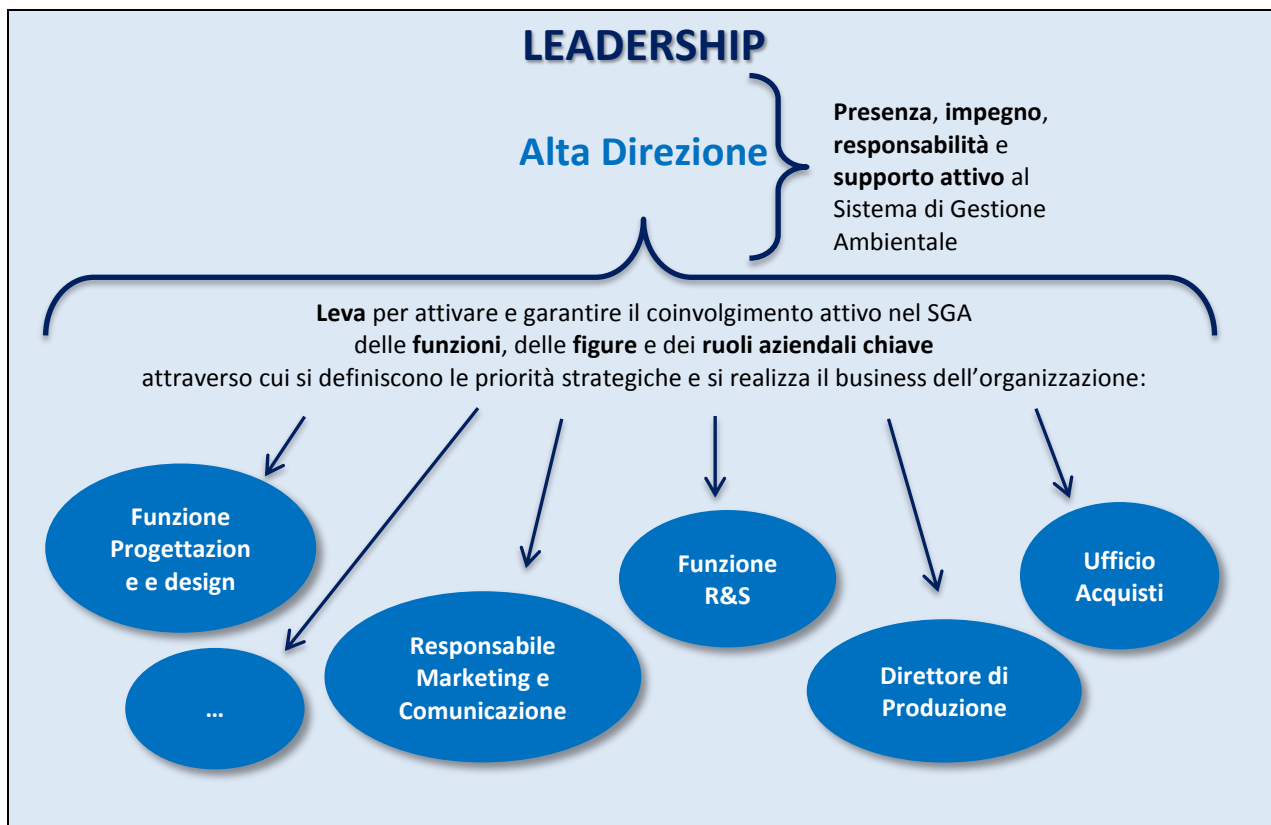 LEADERSHIP
Alta Direzione
Presenza, impegno,
responsabilità e
supporto attivo al
Sistema di Gestione
Ambientale
Leva per attivare e garantire il coinvolgimento attivo nel SGA
delle funzioni, delle figure e dei ruoli aziendali chiave
attraverso cui si definiscono le priorità strategiche e si realizza il business dell’organizzazione:
Funzione
Progettazion
e e design
…
Responsabile
Marketing e
Comunicazione
Funzione
R&S
Direttore di
Produzione
Ufficio
Acquisti